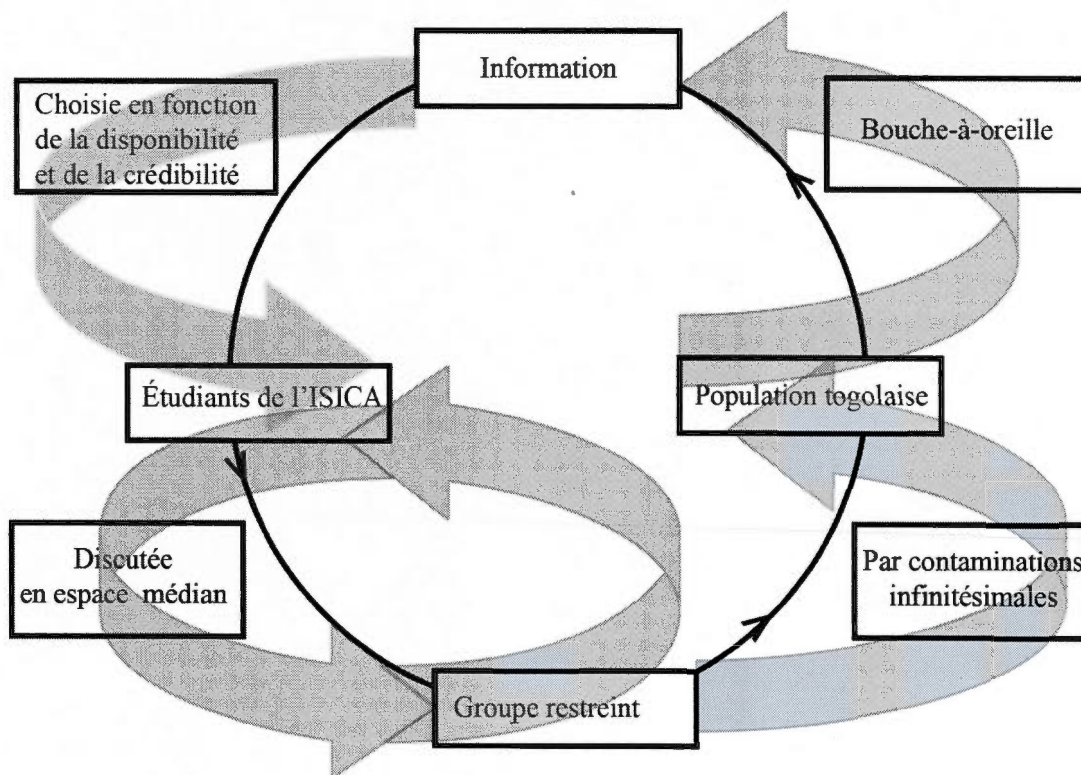 Information
Choisie en fonction
de la disponibilité
et de la crédibilité
Bouche-à-oreille
Étudiants de l'ISICA
Population togolaise
Discutée
en espace médian
Par contaminations
infinitésimales
Groupe restreint